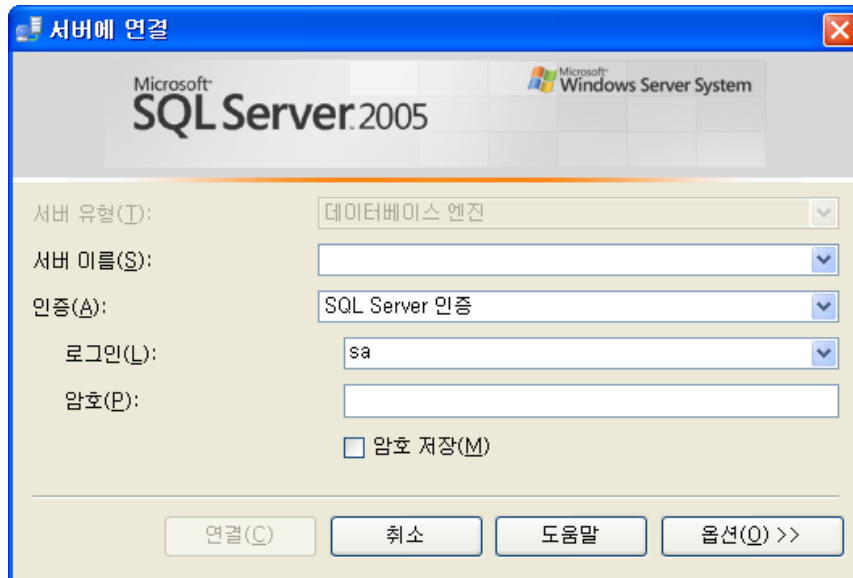 서버에 연결
Microsoft
SQL Server 2005
Microsoft
Windows Server System
서버 유형(T): 데이터베이스 엔진
서버 이름(S):
인증(A): SQL Server 인증
로그인(L): sa
암호(P):
암호 저장(M)
연결(C) 취소 도움말 옵션(O) >>